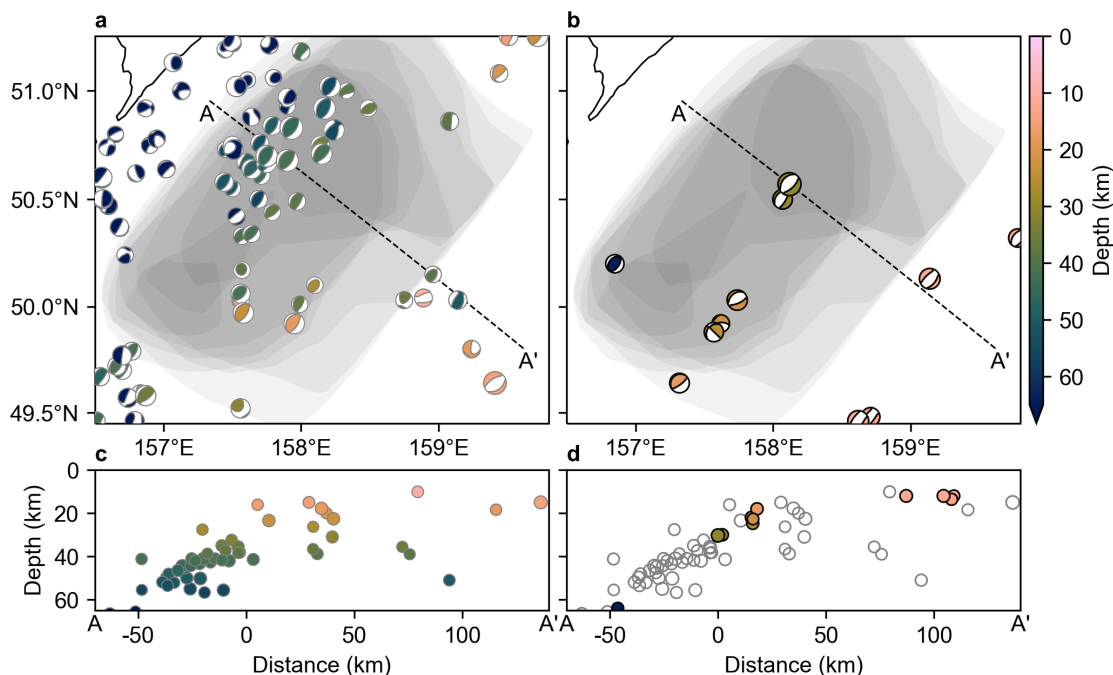 a
b
A
A'
51.0°N
50.5°N
50.0°N
49.5°N
157°E
158°E
159°E
A
A'
157°E
158°E
159°E
0
10
20
30
40
50
60
Depth (km)
c
0
20
40
60
Depth (km)
A
-50
0
50
100
A'
Distance (km)
d
A
-50
0
50
100
A'
Distance (km)